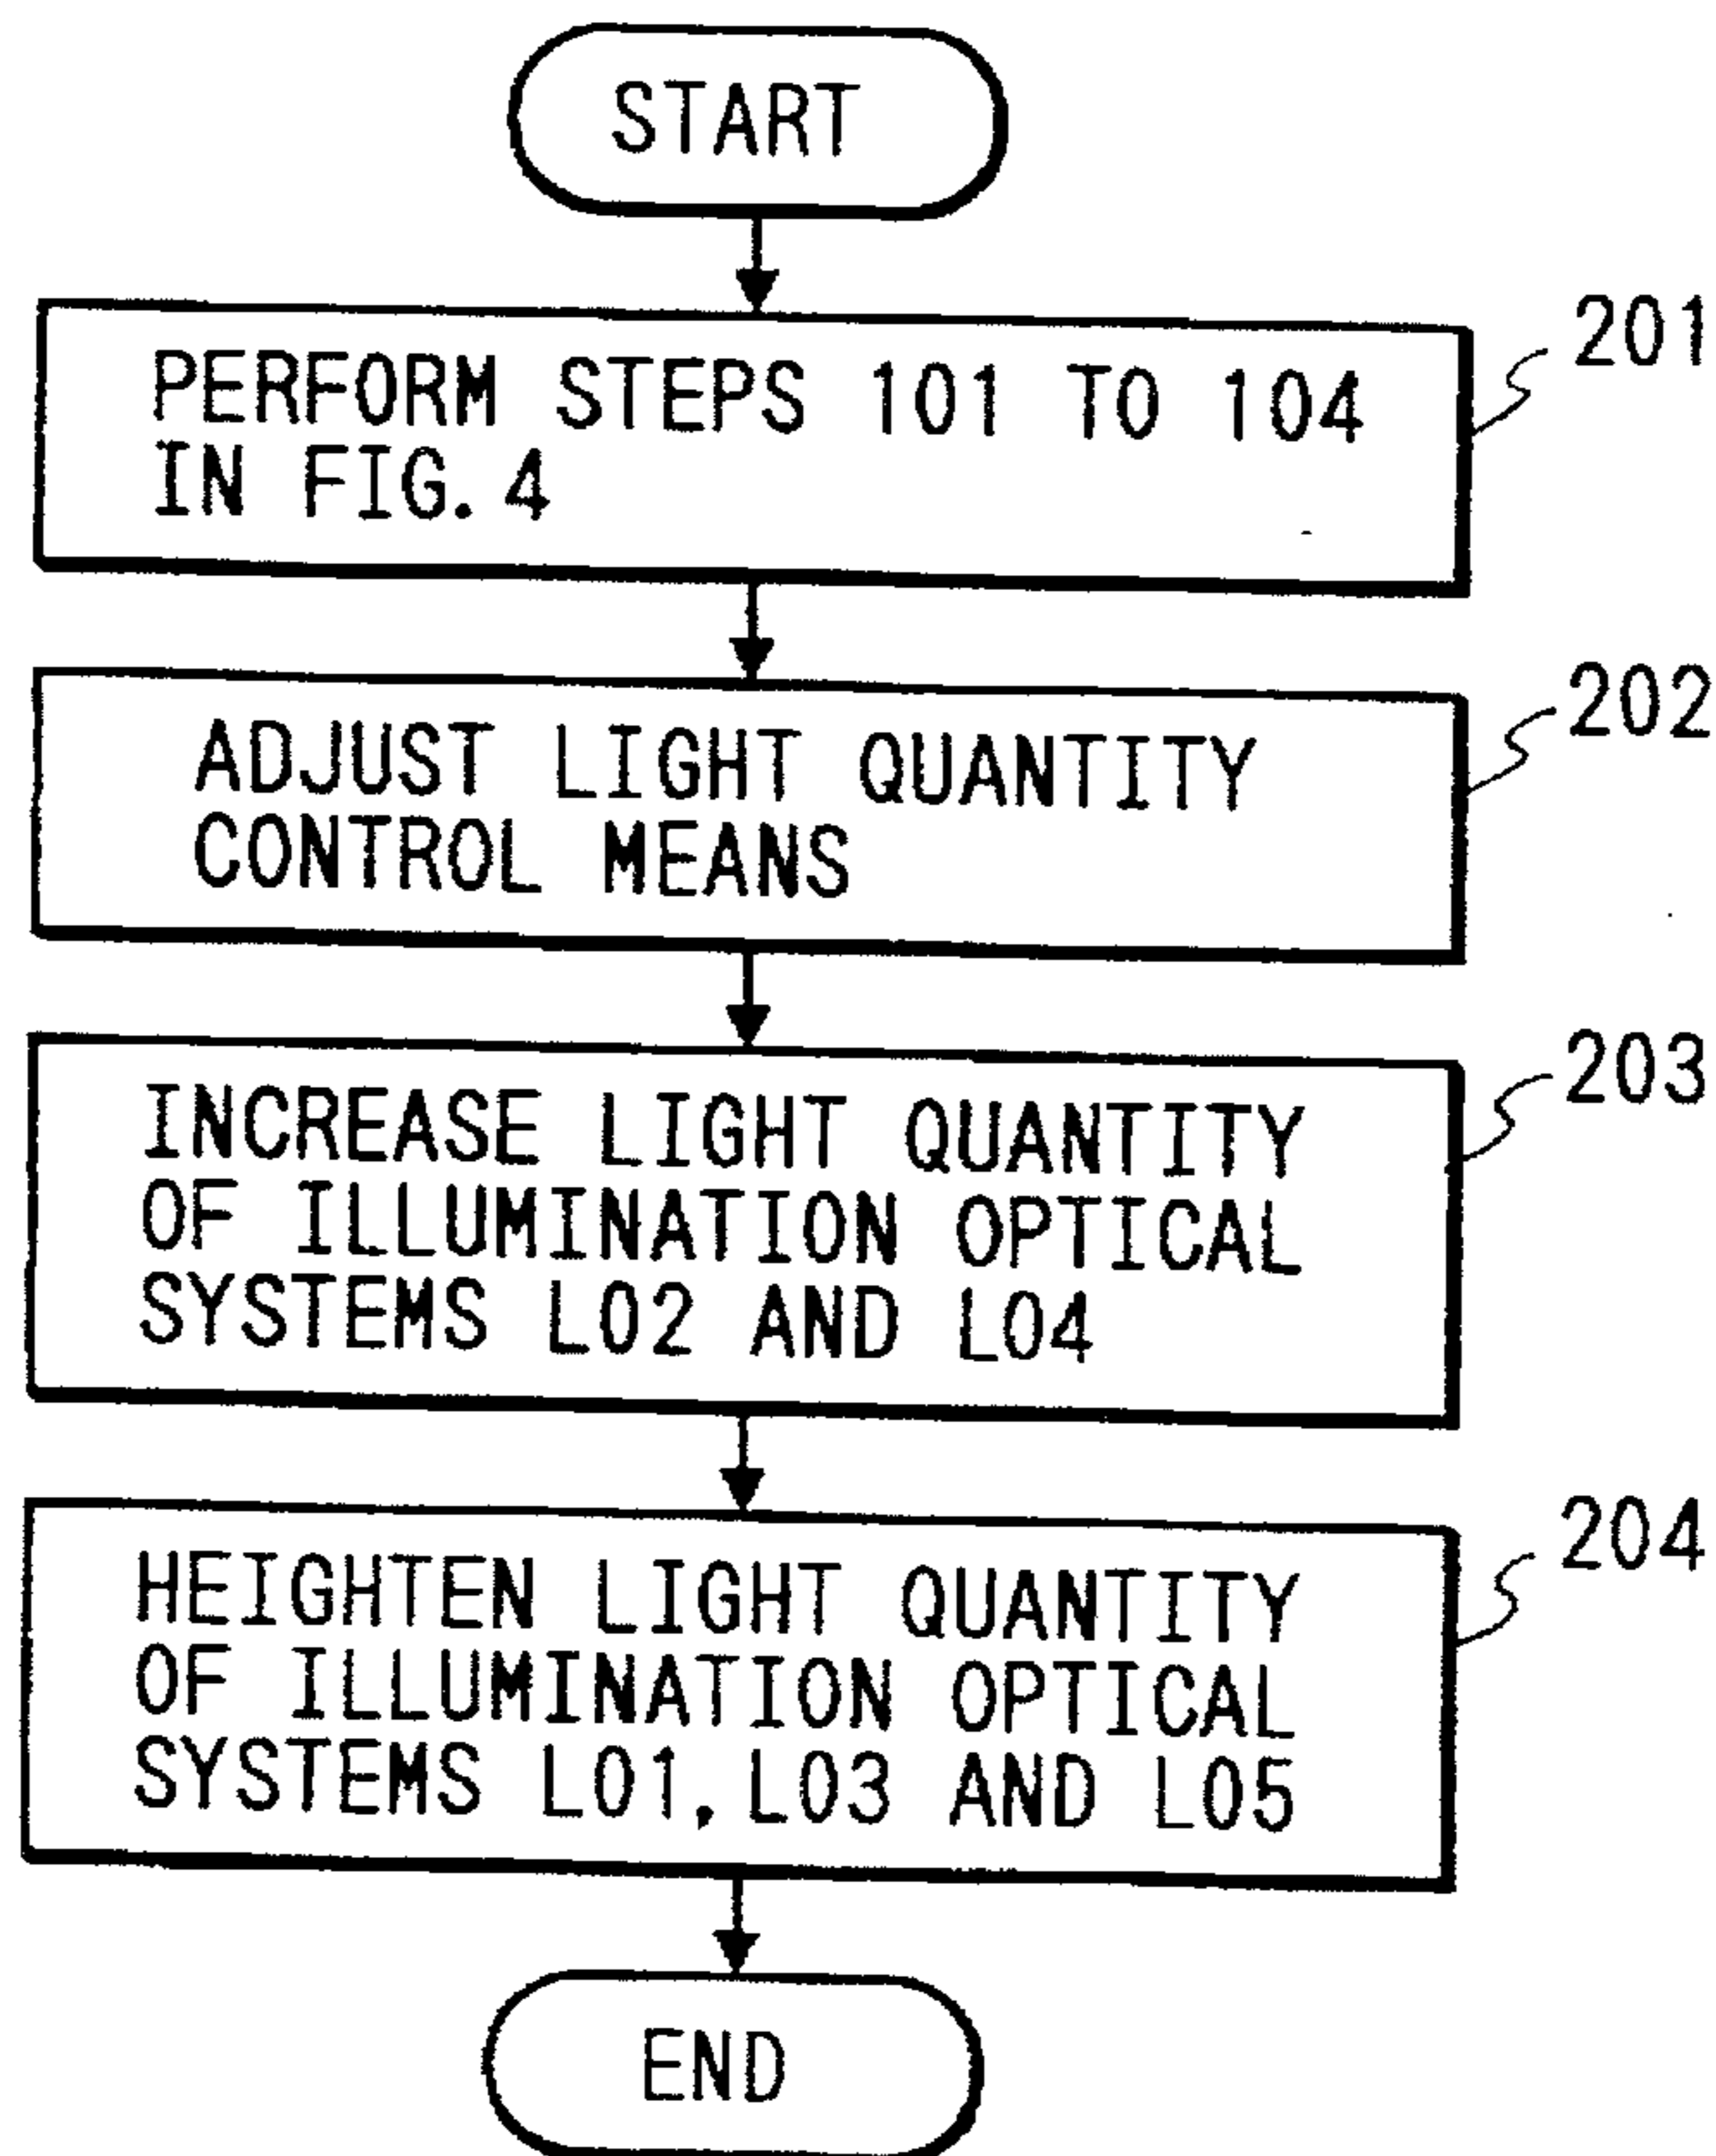 START
PERFORM STEPS 101 TO 104
IN FIG. 4
201
ADJUST LIGHT QUANTITY
CONTROL MEANS
202
INCREASE LIGHT QUANTITY
OF ILLUMINATION OPTICAL
SYSTEMS L02 AND L04
203
HEIGHTEN LIGHT QUANTITY
OF ILLUMINATION OPTICAL
SYSTEMS L01, L03 AND L05
204
END